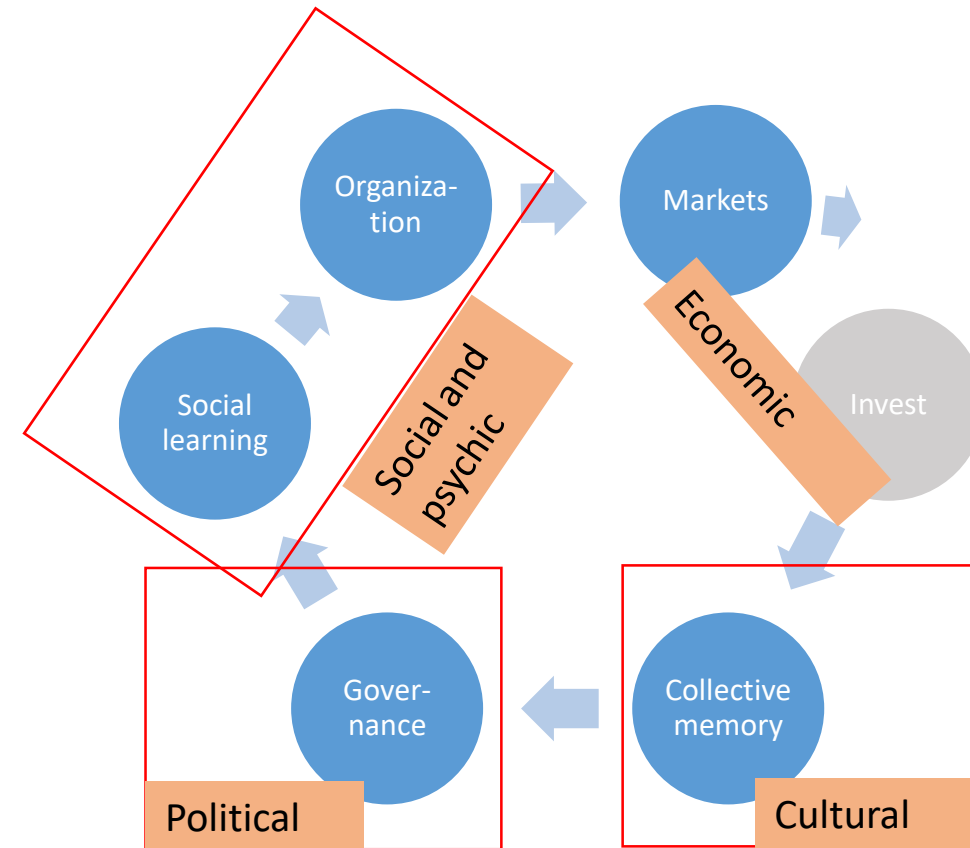 Organiza-
tion
Markets
Economic
Invest
Social
learning
Social and
psychic
Gover-
nance
Collective
memory
Political
Cultural